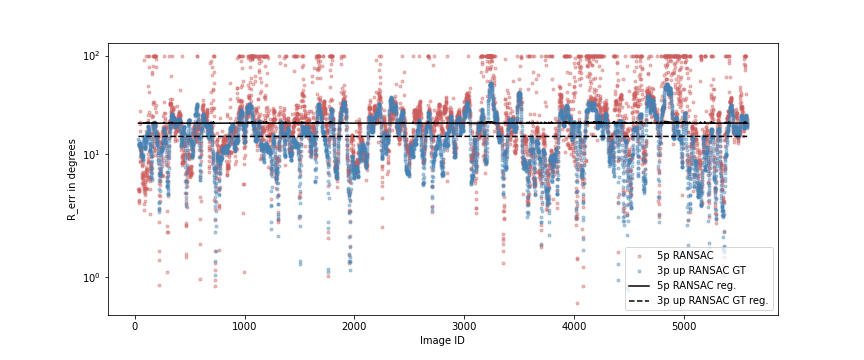 10²
10¹
10⁰
R_err in degrees
0
1000
2000
3000
4000
5000
Image ID
5p RANSAC
3p up RANSAC GT
5p RANSAC reg.
3p up RANSAC GT reg.